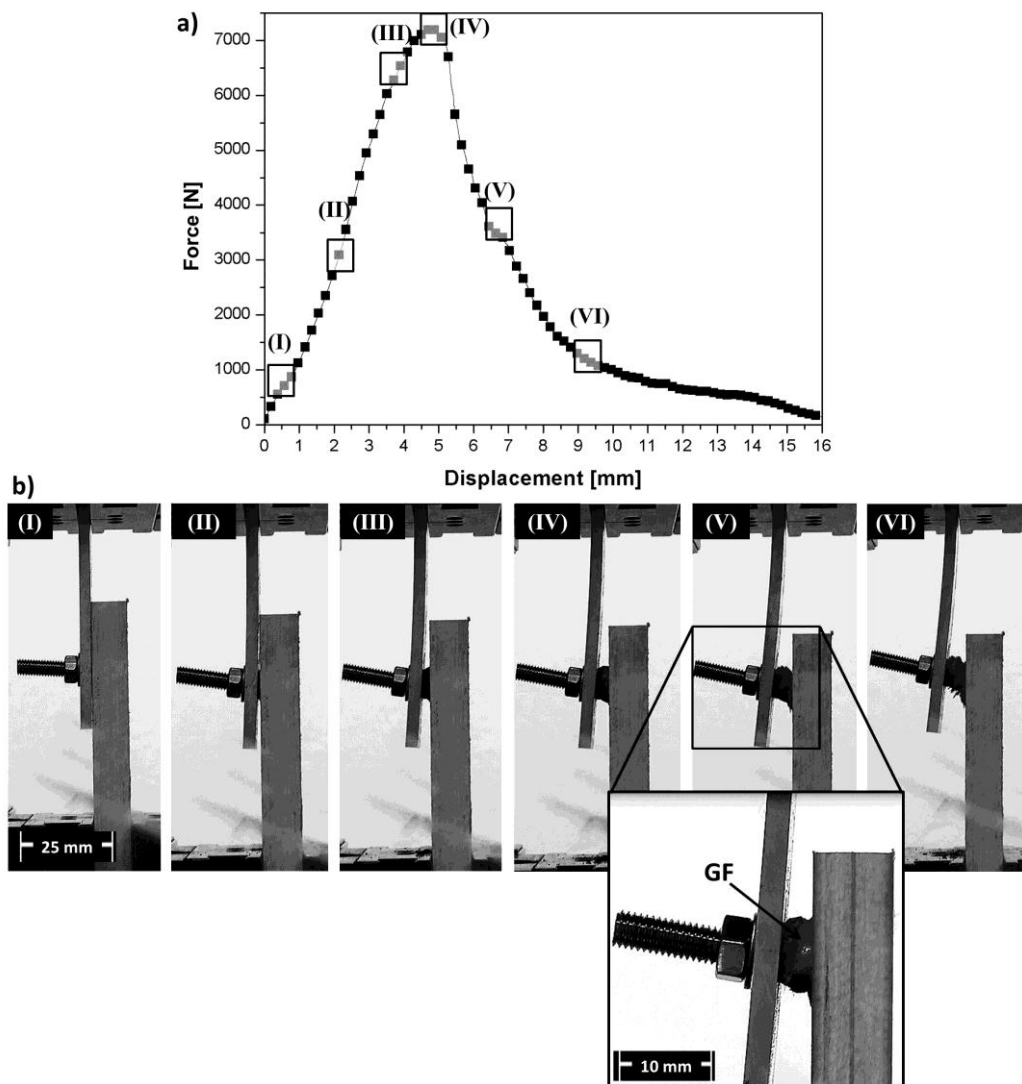 a)
Force [N]
7000
6000
5000
4000
3000
2000
1000
0
(I)
(II)
(III)
(IV)
(V)
(VI)
0 1 2 3 4 5 6 7 8 9 10 11 12 13 14 15 16
Displacement [mm]
b)
(I) (II) (III) (IV) (V) (VI)
25 mm
GF
10 mm